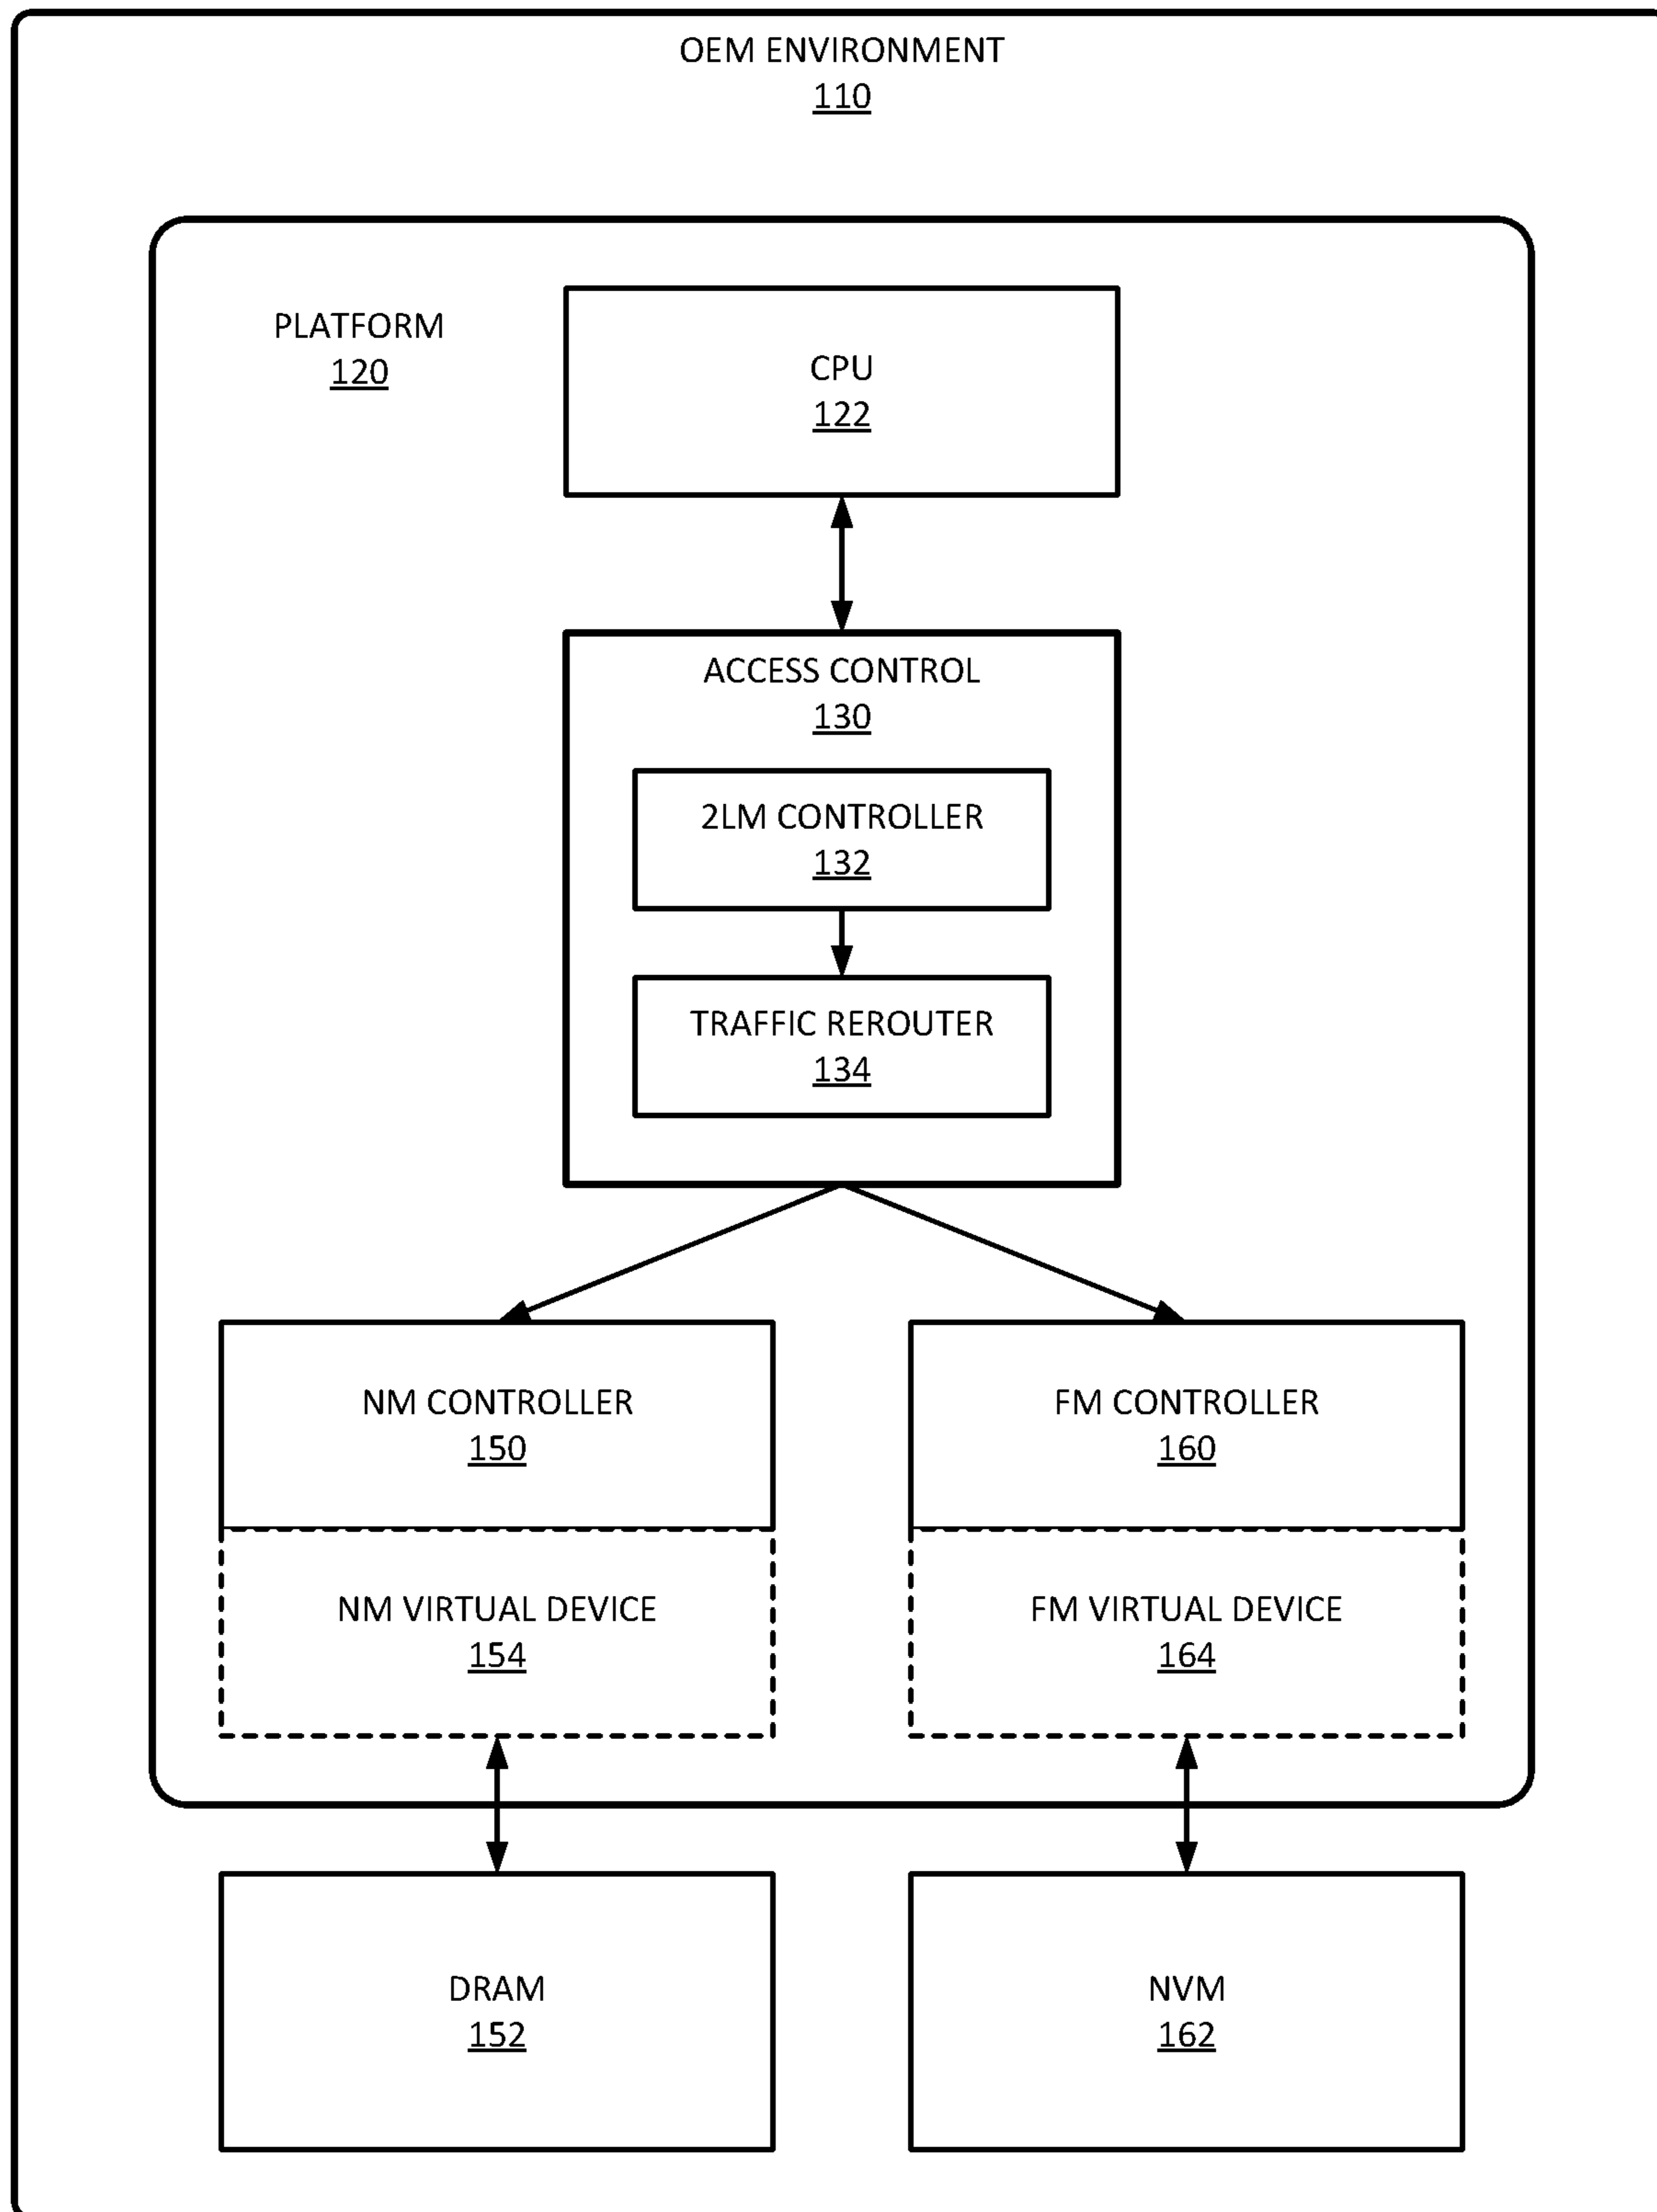 OEM ENVIRONMENT
110
PLATFORM
120
CPU
122
ACCESS CONTROL
130
2LM CONTROLLER
132
TRAFFIC REROUTER
134
NM CONTROLLER
150
FM CONTROLLER
160
NM VIRTUAL DEVICE
154
FM VIRTUAL DEVICE
164
DRAM
152
NVM
162